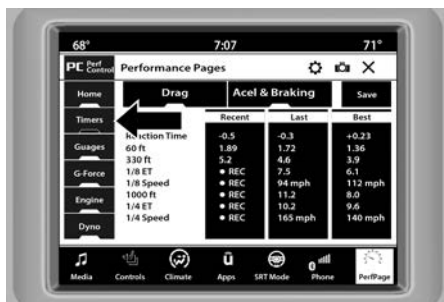 68° 7:07 71°
PC Perf Control Performance Pages
Home Drag Acel & Braking Save
Timers Recent Last Best
Reaction Time -0.5 -0.3 +0.23
Guages 60 ft 1.89 1.72 1.36
330 ft 5.2 4.6 3.9
G-Force 1/8 ET • REC 7.5 6.1
1/8 Speed • REC 94 mph 112 mph
Engine 1000 ft • REC 11.2 8.0
1/4 ET • REC 10.2 9.6
Dyno 1/4 Speed • REC 165 mph 140 mph
Media Controls Climate Apps SRT Mode Phone PerfPage
ū 0